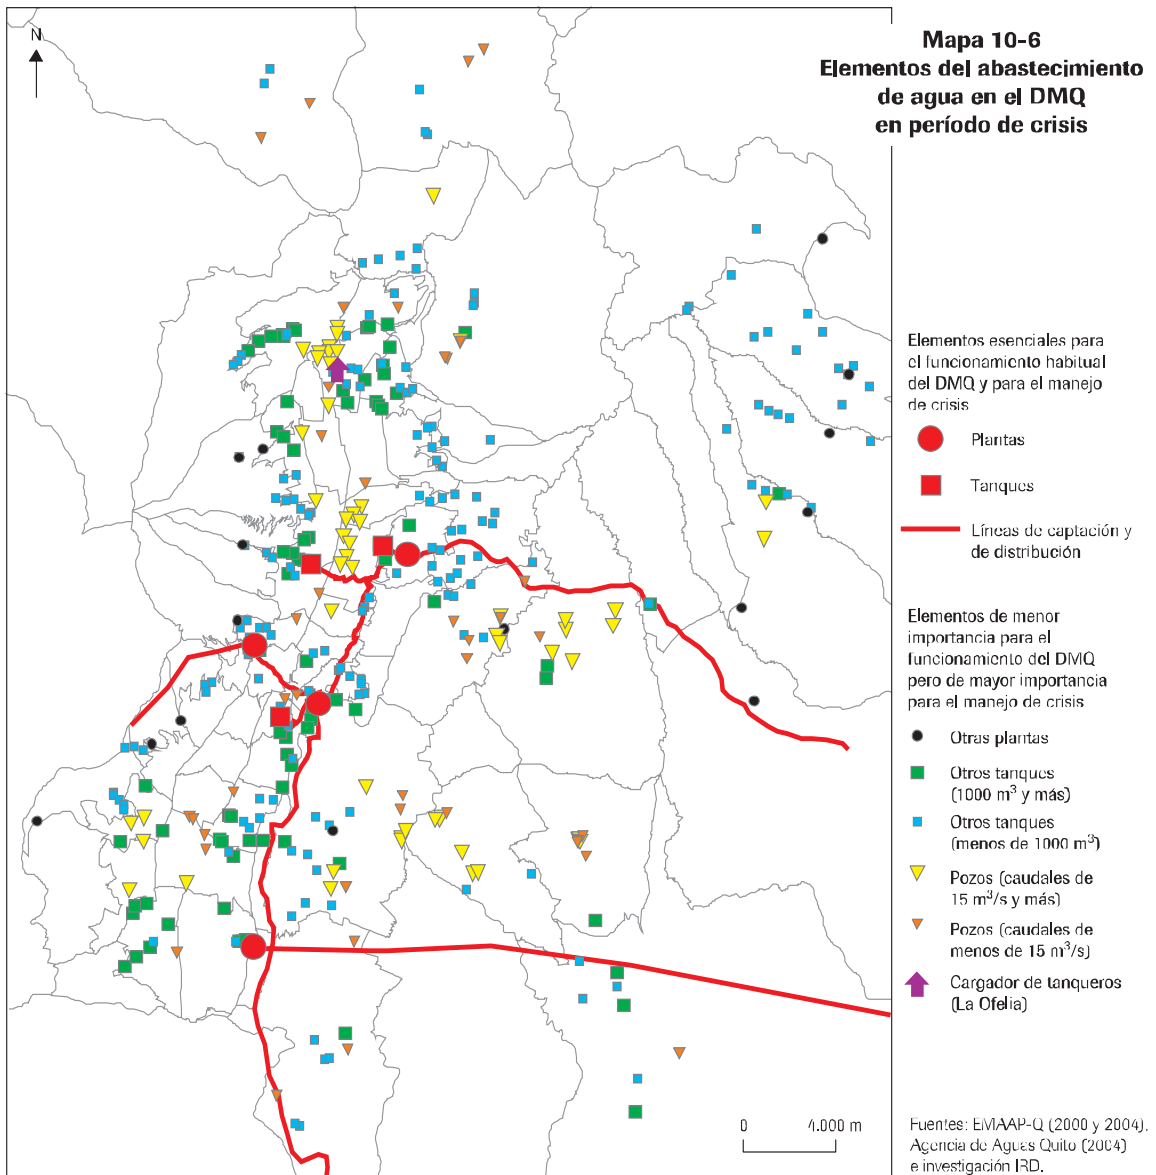 N
Mapa 10-6
Elementos del abastecimiento
de agua en el DMQ
en período de crisis
Elementos esenciales para
el funcionamiento habitual
del DMQ y para el manejo
de crisis
Plantas
Tanques
Líneas de captación y
de distribución
Elementos de menor
importancia para el
funcionamiento del DMQ
pero de mayor importancia
para el manejo de crisis
Otras plantas
Otros tanques
(1000 m³ y más)
Otros tanques
(menos de 1000 m³)
Pozos (caudales de
15 m³/s y más)
Pozos (caudales de
menos de 15 m³/s)
Cargador de tanqueros
(La Ofelia)
0 4.000 m
Fuentes: EMAAP-Q (2000 y 2004).
Agencia de Aguas Quito (2004)
e investigación IRD.